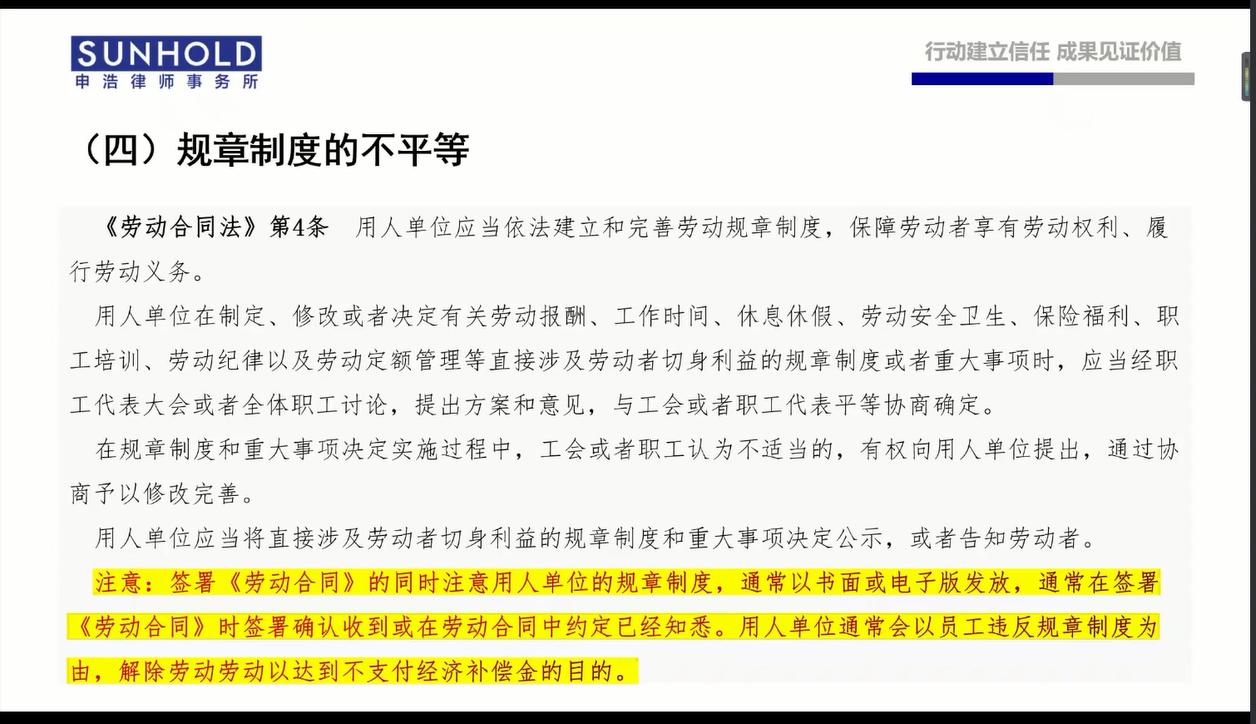 SUNHOLD
申浩律师事务所
行动建立信任 成果见证价值
（四）规章制度的不平等
《劳动合同法》第4条 用人单位应当依法建立和完善劳动规章制度，保障劳动者享有劳动权利、履
行劳动义务。
用人单位在制定、修改或者决定有关劳动报酬、工作时间、休息休假、劳动安全卫生、保险福利、职
工培训、劳动纪律以及劳动定额管理等直接涉及劳动者切身利益的规章制度或者重大事项时，应当经职
工代表大会或者全体职工讨论，提出方案和意见，与工会或者职工代表平等协商确定。
在规章制度和重大事项决定实施过程中，工会或者职工认为不适当的，有权向用人单位提出，通过协
商予以修改完善。
用人单位应当将直接涉及劳动者切身利益的规章制度和重大事项决定公示，或者告知劳动者。
注意：签署《劳动合同》的同时注意用人单位的规章制度，通常以书面或电子版发放，通常在签署
《劳动合同》时签署确认收到或在劳动合同中约定已经知悉。用人单位通常会以员工违反规章制度为
由，解除劳动劳动以达到不支付经济补偿金的目的。